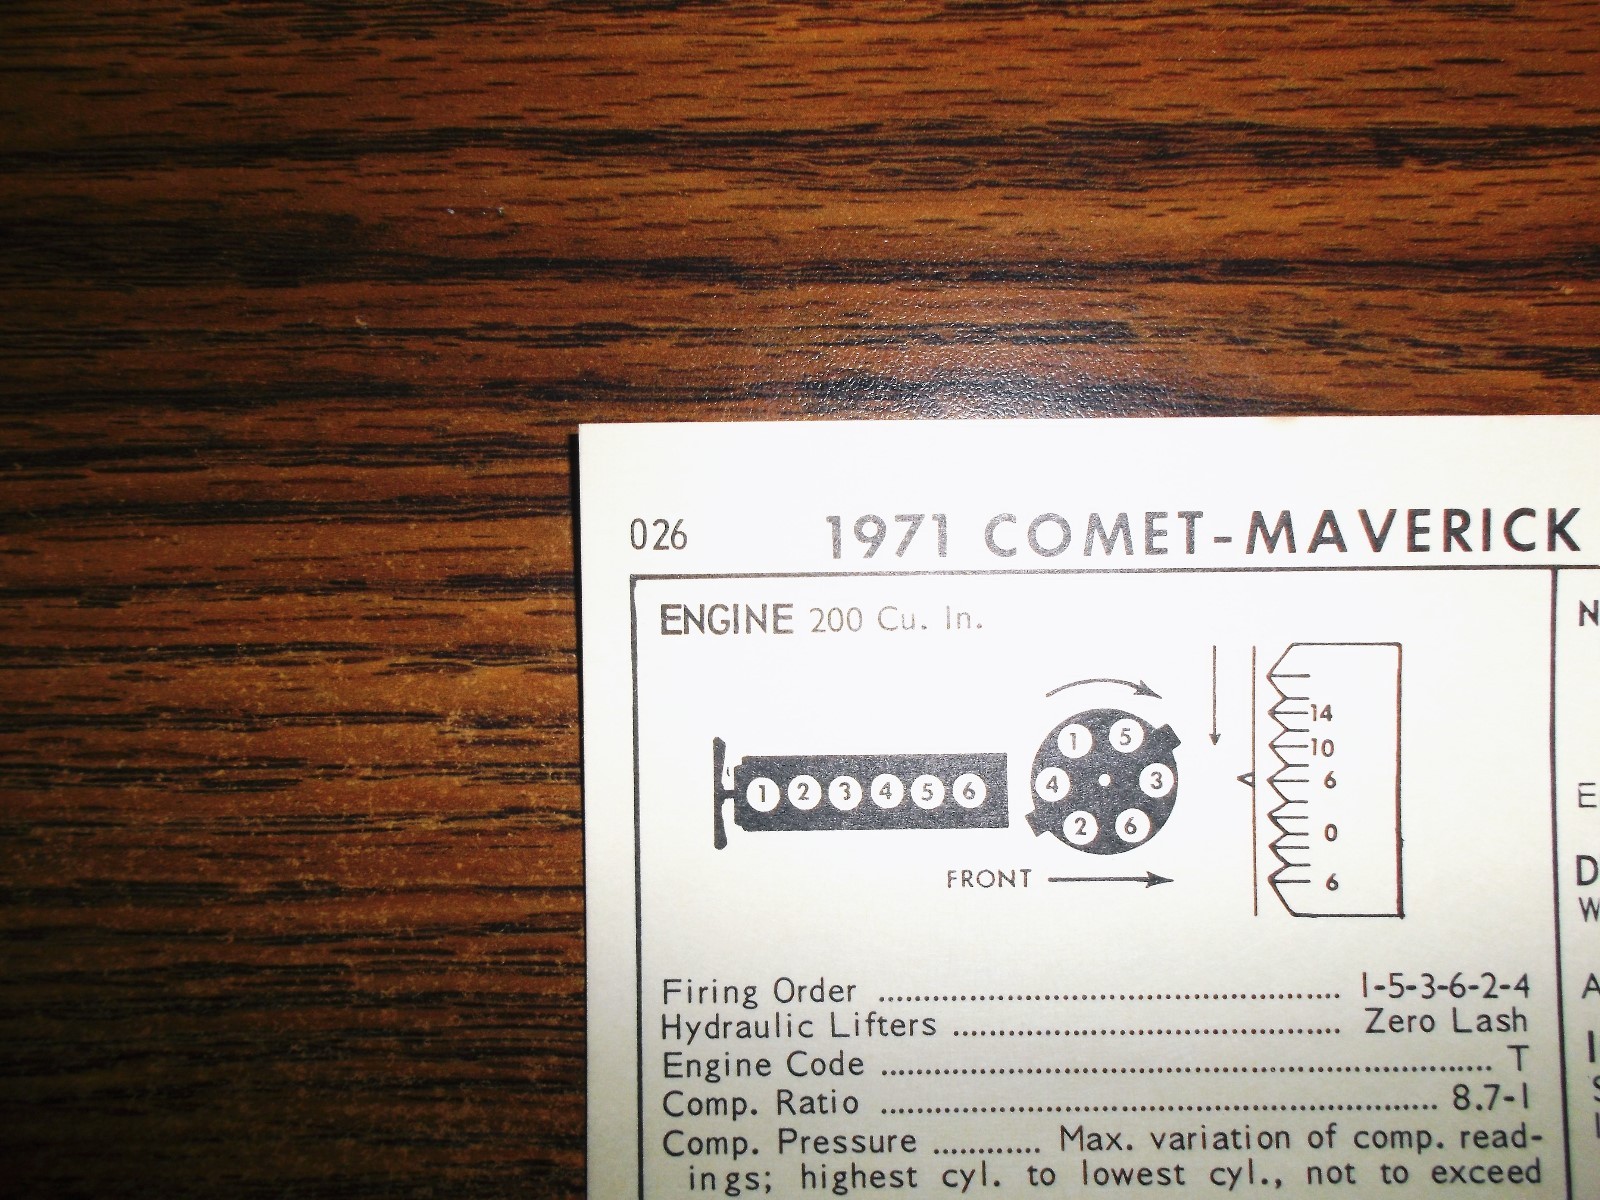 026 1971 COMET-MAVERICK
ENGINE 200 Cu. In.
1 2 3 4 5 6
1 5
4 3
2 6
FRONT
14
10
6
0
6
Firing Order ................ 1-5-3-6-2-4
Hydraulic Lifters ................ Zero Lash
Engine Code ................ T
Comp. Ratio ................ 8.7-1
Comp. Pressure ............ Max. variation of comp. read-
ings; highest cyl. to lowest cyl., not to exceed
N
E
D
W
A